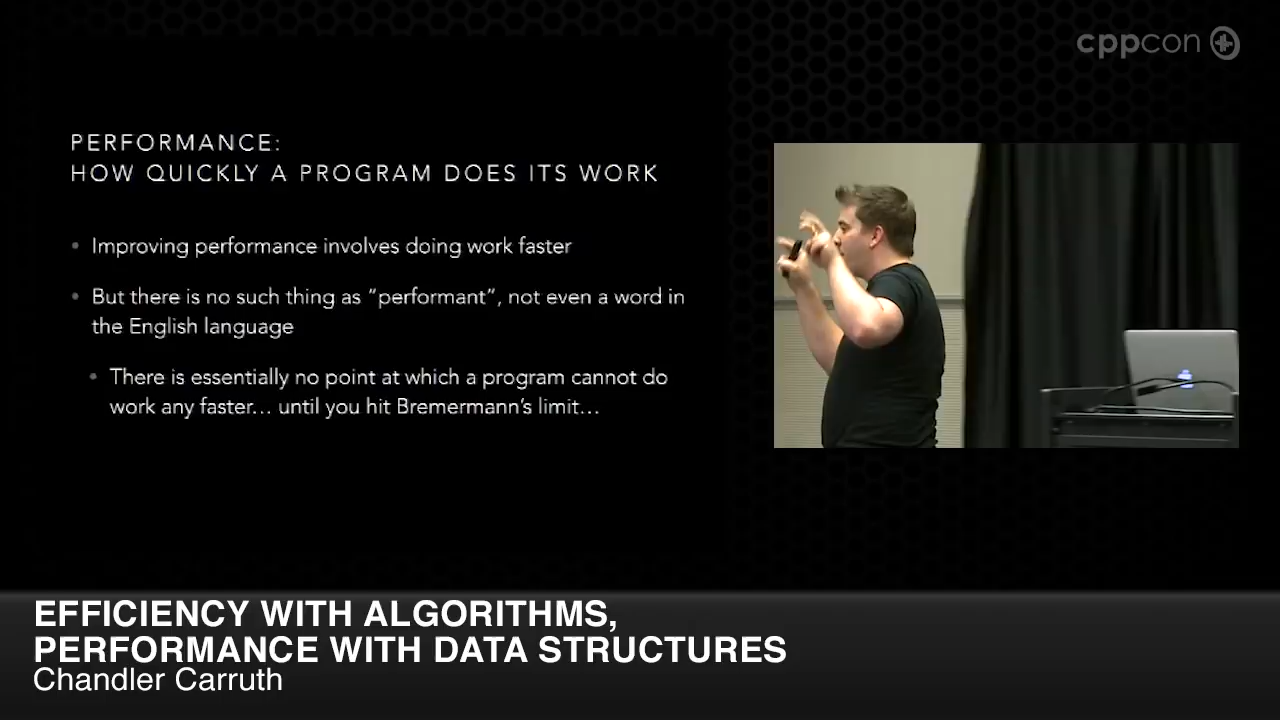 cppcon
PERFORMANCE:
HOW QUICKLY A PROGRAM DOES ITS WORK
• Improving performance involves doing work faster
• But there is no such thing as “performant”, not even a word in
the English language
• There is essentially no point at which a program cannot do
work any faster… until you hit Bremermann’s limit…
EFFICIENCY WITH ALGORITHMS,
PERFORMANCE WITH DATA STRUCTURES
Chandler Carruth